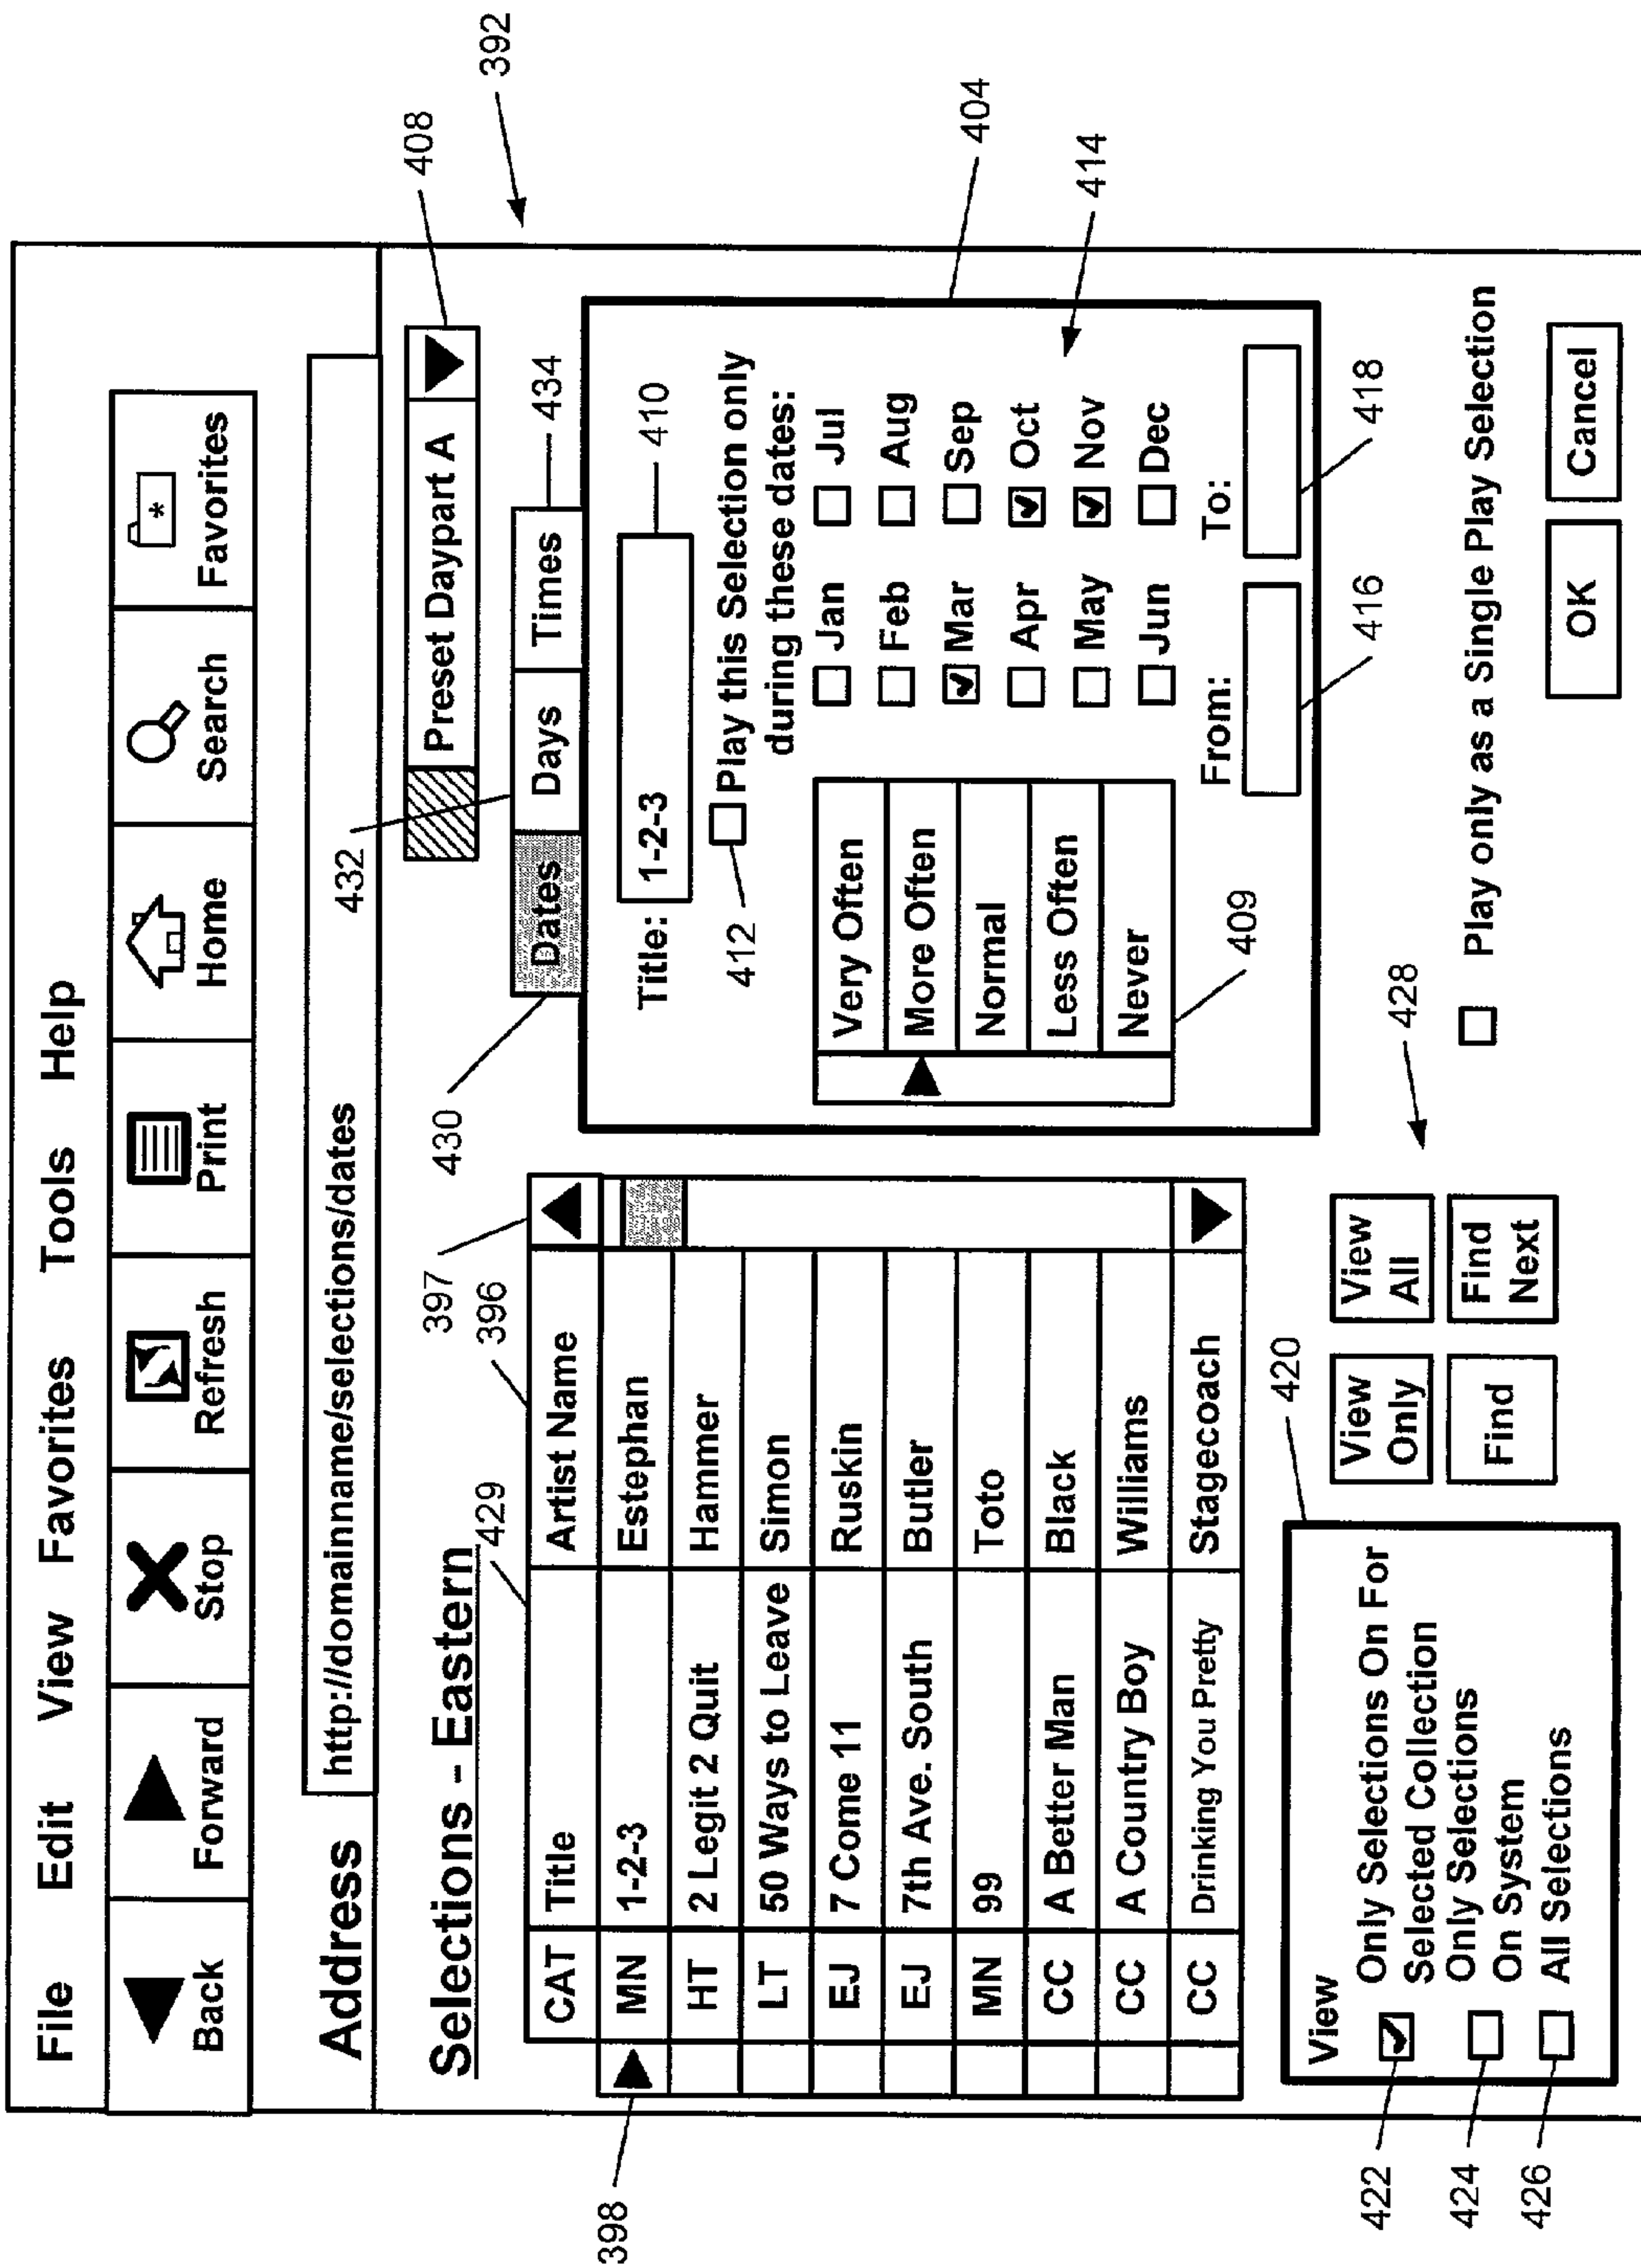 File Edit View Favorites Tools Help
Back Forward Stop Refresh Print Home Search Favorites
*
Address http://domainname/selections/dates
392
Selections - Eastern
432
Preset Daypart A
408
429
396
397
430
Dates Days Times
434
CAT Title Artist Name
MN 1-2-3 Estephan
HT 2 Legit 2 Quit Hammer
LT 50 Ways to Leave Simon
EJ 7 Come 11 Ruskin
EJ 7th Ave. South Butler
MN 99 Toto
CC A Better Man Black
CC A Country Boy Williams
CC Drinking You Pretty Stagecoach
398
Title: 1-2-3
410
412
Play this Selection only
during these dates:
Very Often
More Often
Normal
Less Often
Never
409
Jan Jul
Feb Aug
Mar Sep
Apr Oct
May Nov
Jun Dec
404
414
From: To:
416
418
420
View
Only Selections On For
Selected Collection
Only Selections
On System
All Selections
422
424
426
View
Only
View
All
Find
Find
Next
428
Play only as a Single Play Selection
OK Cancel